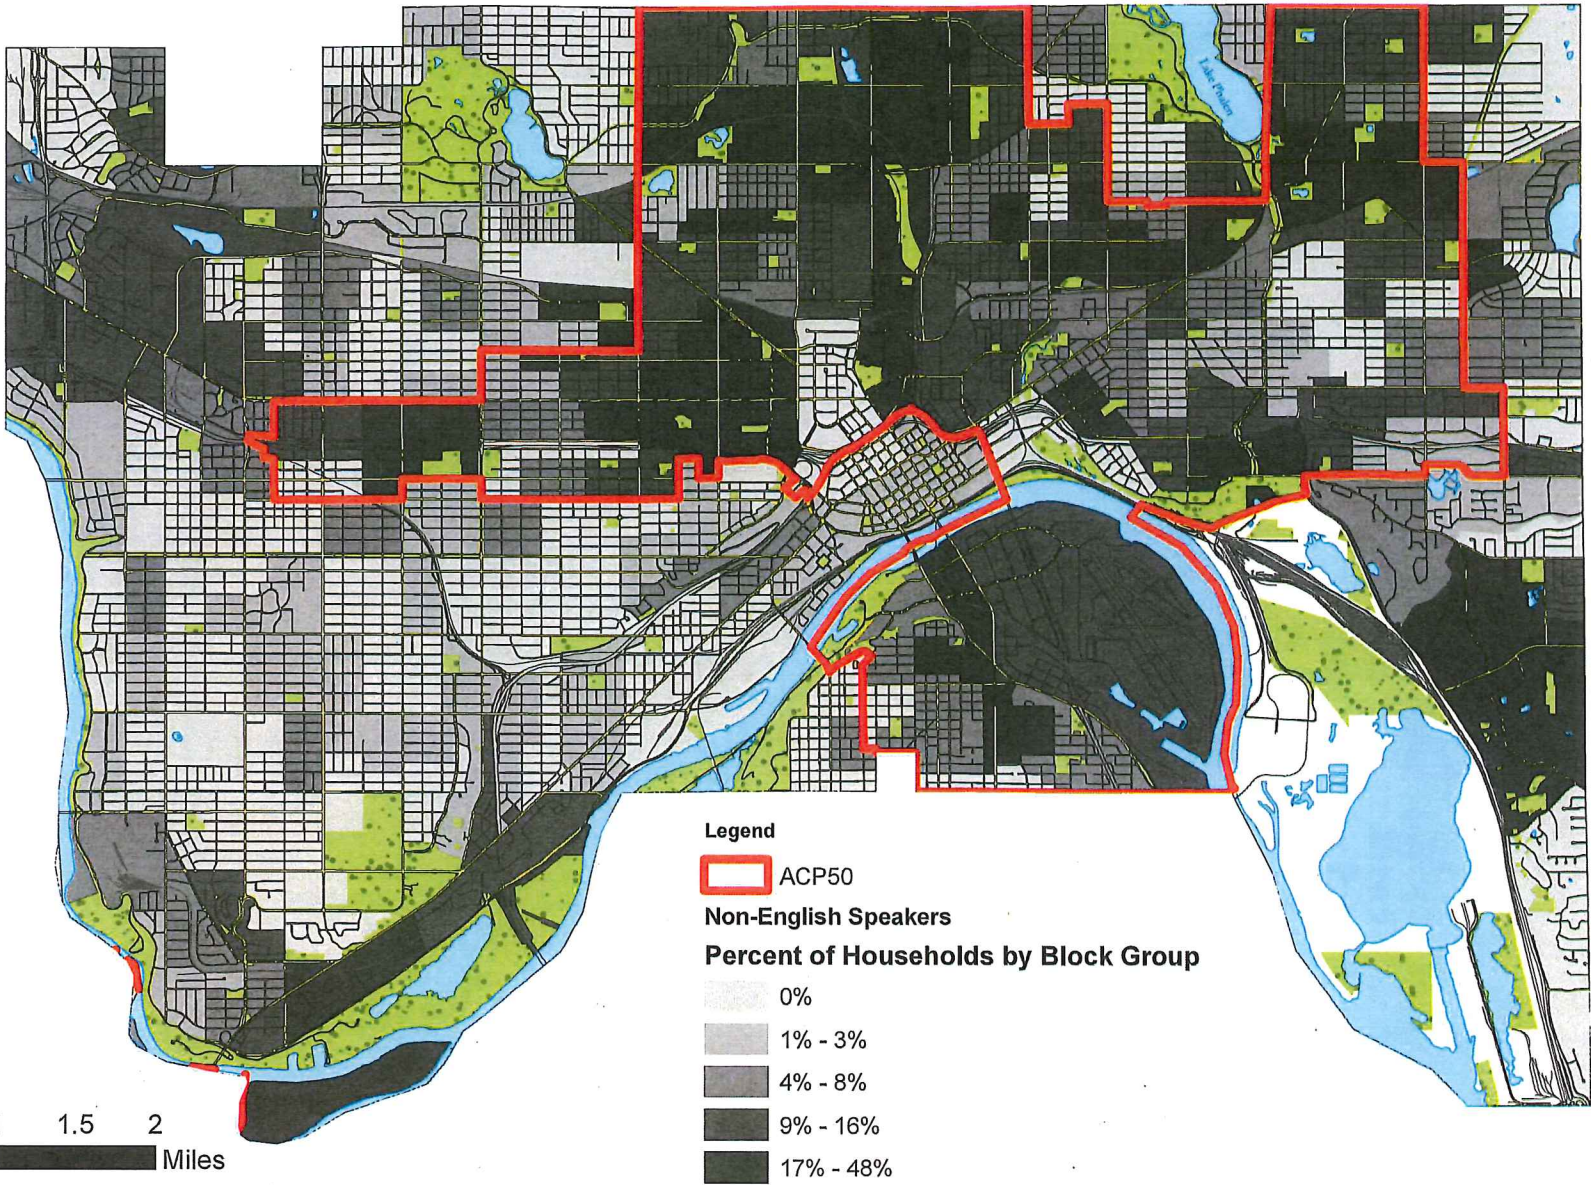 Lake Phalen
Legend
ACP50
Non-English Speakers
Percent of Households by Block Group
0%
1% - 3%
4% - 8%
9% - 16%
17% - 48%
1.5 2
Miles